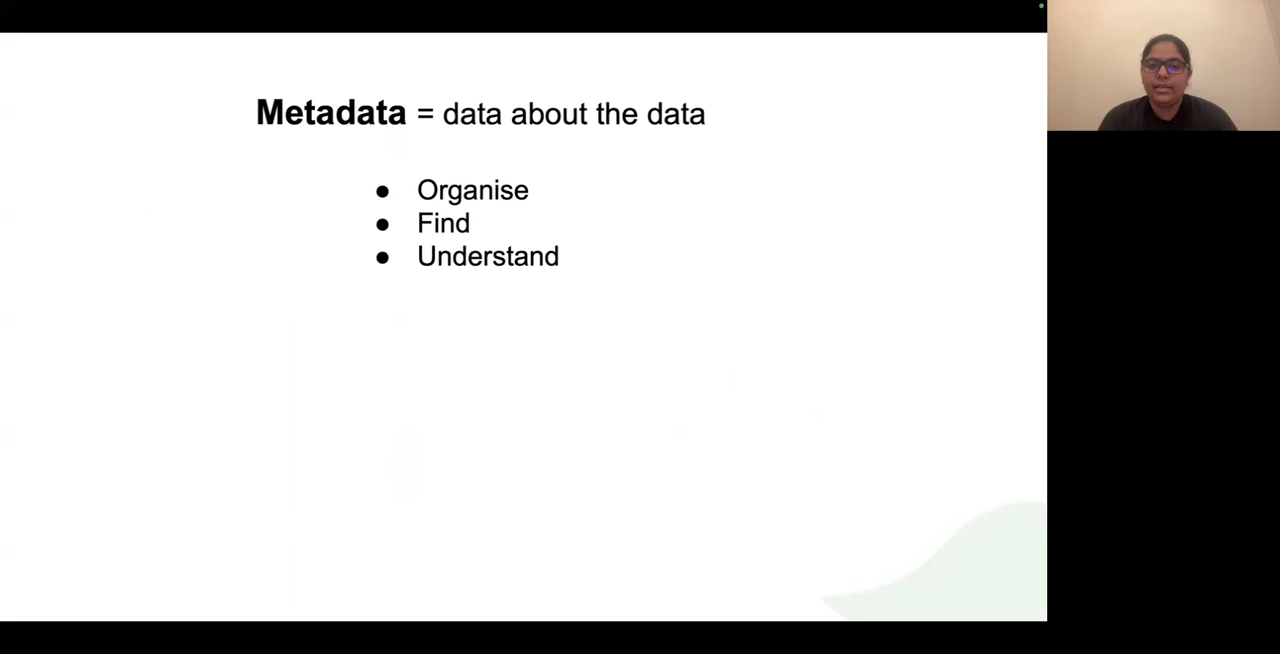 Metadata = data about the data
● Organise
● Find
● Understand